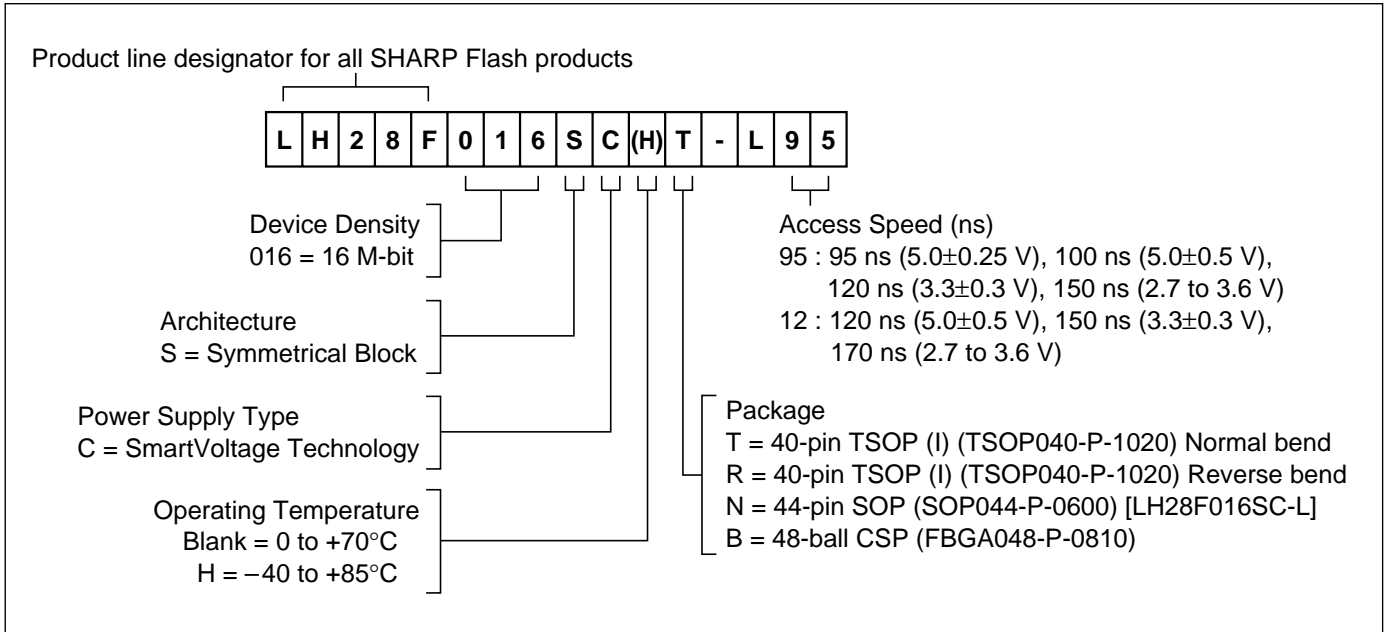 Product line designator for all SHARP Flash products
L H 2 8 F 0 1 6 S C (H) T - L 9 5
Device Density
016 = 16 M-bit
Architecture
S = Symmetrical Block
Power Supply Type
C = SmartVoltage Technology
Operating Temperature
Blank = 0 to +70°C
H = –40 to +85°C
Access Speed (ns)
95 : 95 ns (5.0±0.25 V), 100 ns (5.0±0.5 V),
120 ns (3.3±0.3 V), 150 ns (2.7 to 3.6 V)
12 : 120 ns (5.0±0.5 V), 150 ns (3.3±0.3 V),
170 ns (2.7 to 3.6 V)
Package
T = 40-pin TSOP (I) (TSOP040-P-1020) Normal bend
R = 40-pin TSOP (I) (TSOP040-P-1020) Reverse bend
N = 44-pin SOP (SOP044-P-0600) [LH28F016SC-L]
B = 48-ball CSP (FBGA048-P-0810)